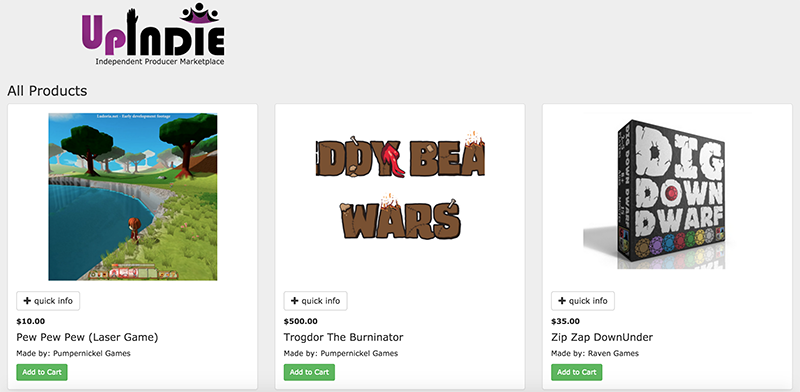 UpIndie
Independent Producer Marketplace
All Products
Ludoria.net - Early development footage
DDY BEA
WARS
DIG
DOWN
DWARF
DIG DOWN DWARF
+ quick info
+ quick info
+ quick info
$10.00
$500.00
$35.00
Pew Pew Pew (Laser Game)
Trogdor The Burninator
Zip Zap DownUnder
Made by: Pumpernickel Games
Made by: Pumpernickel Games
Made by: Raven Games
Add to Cart
Add to Cart
Add to Cart